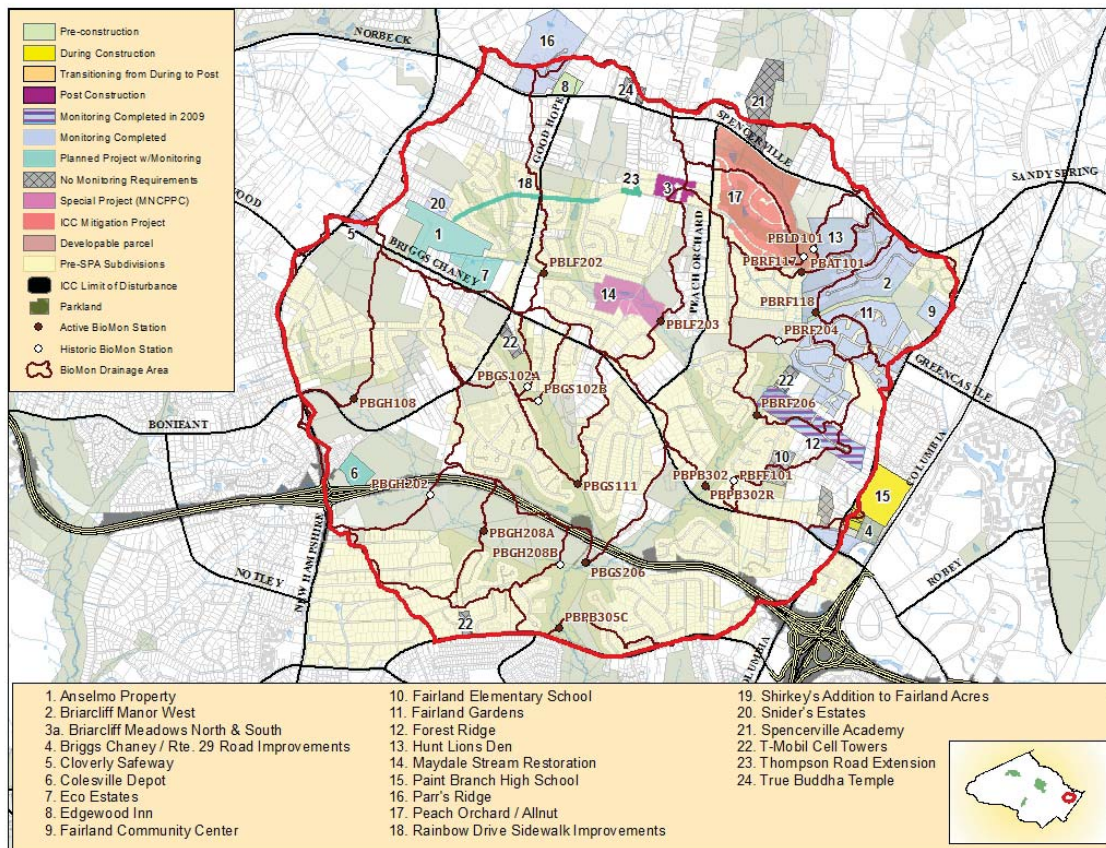 Pre-construction
During Construction
Transitioning from During to Post
Post Construction
Monitoring Completed in 2009
Monitoring Completed
Planned Project w/Monitoring
No Monitoring Requirements
Special Project (MNCPPC)
ICC Mitigation Project
Developable parcel
Pre-SPA Subdivisions
ICC Limit of Disturbance
Parkland
Active BioMon Station
Historic BioMon Station
BioMon Drainage Area
NORBECK
16
8
24
21
GOOD HOPE
SPENCERVILLE
SANDY SPRING
18
23
3
17
20
5
1
BRIGGS CHANEY
7
PEACH ORCHARD
PBLD101
13
PBRF117
PBAT101
PBLF202
2
14
PBRF118
11
9
PBLF203
PBRF204
22
GREENCASTLE
PBGS102A
PBGS102B
22
PBGH108
PBRF206
BONIFANT
12
COLUMBIA
10
6
PBGH202
PBPB302
PBFF101
PBPB302R
PBGS111
15
4
NEW HAMPSHIRE
PBGH208A
PBGH208B
PBGS206
NOTLEY
ROBEY
22
PBPB305C
1. Anselmo Property
2. Briarcliff Manor West
3a. Briarcliff Meadows North & South
4. Briggs Chaney / Rte. 29 Road Improvements
5. Cloverly Safeway
6. Colesville Depot
7. Eco Estates
8. Edgewood Inn
9. Fairland Community Center
10. Fairland Elementary School
11. Fairland Gardens
12. Forest Ridge
13. Hunt Lions Den
14. Maydale Stream Restoration
15. Paint Branch High School
16. Parr's Ridge
17. Peach Orchard / Allnut
18. Rainbow Drive Sidewalk Improvements
19. Shirkey's Addition to Fairland Acres
20. Snider's Estates
21. Spencerville Academy
22. T-Mobil Cell Towers
23. Thompson Road Extension
24. True Buddha Temple